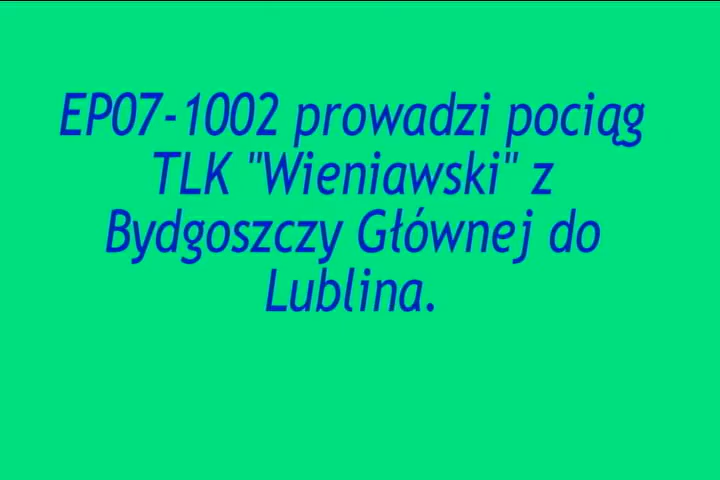 EP07-1002 prowadzi pociąg
TLK "Wieniawski" z
Bydgoszczy Głównej do
Lublina.